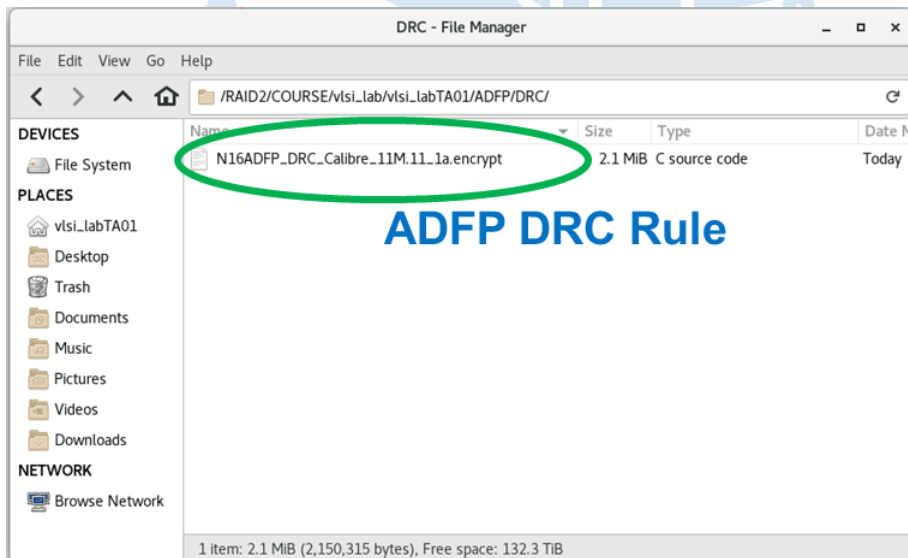 DRC - File Manager
File Edit View Go Help
/RAID2/COURSE/vlsi_lab/vlsi_labTA01/ADFP/DRC/
DEVICES
Name Size Type Date M
File System
N16ADFP_DRC_Calibre_11M.11_1a.encrypt 2.1 MiB C source code Today
PLACES
vlsi_labTA01
ADFP DRC Rule
Desktop
Trash
Documents
Music
Pictures
Videos
Downloads
NETWORK
Browse Network
1 item: 2.1 MiB (2,150,315 bytes), Free space: 132.3 TiB